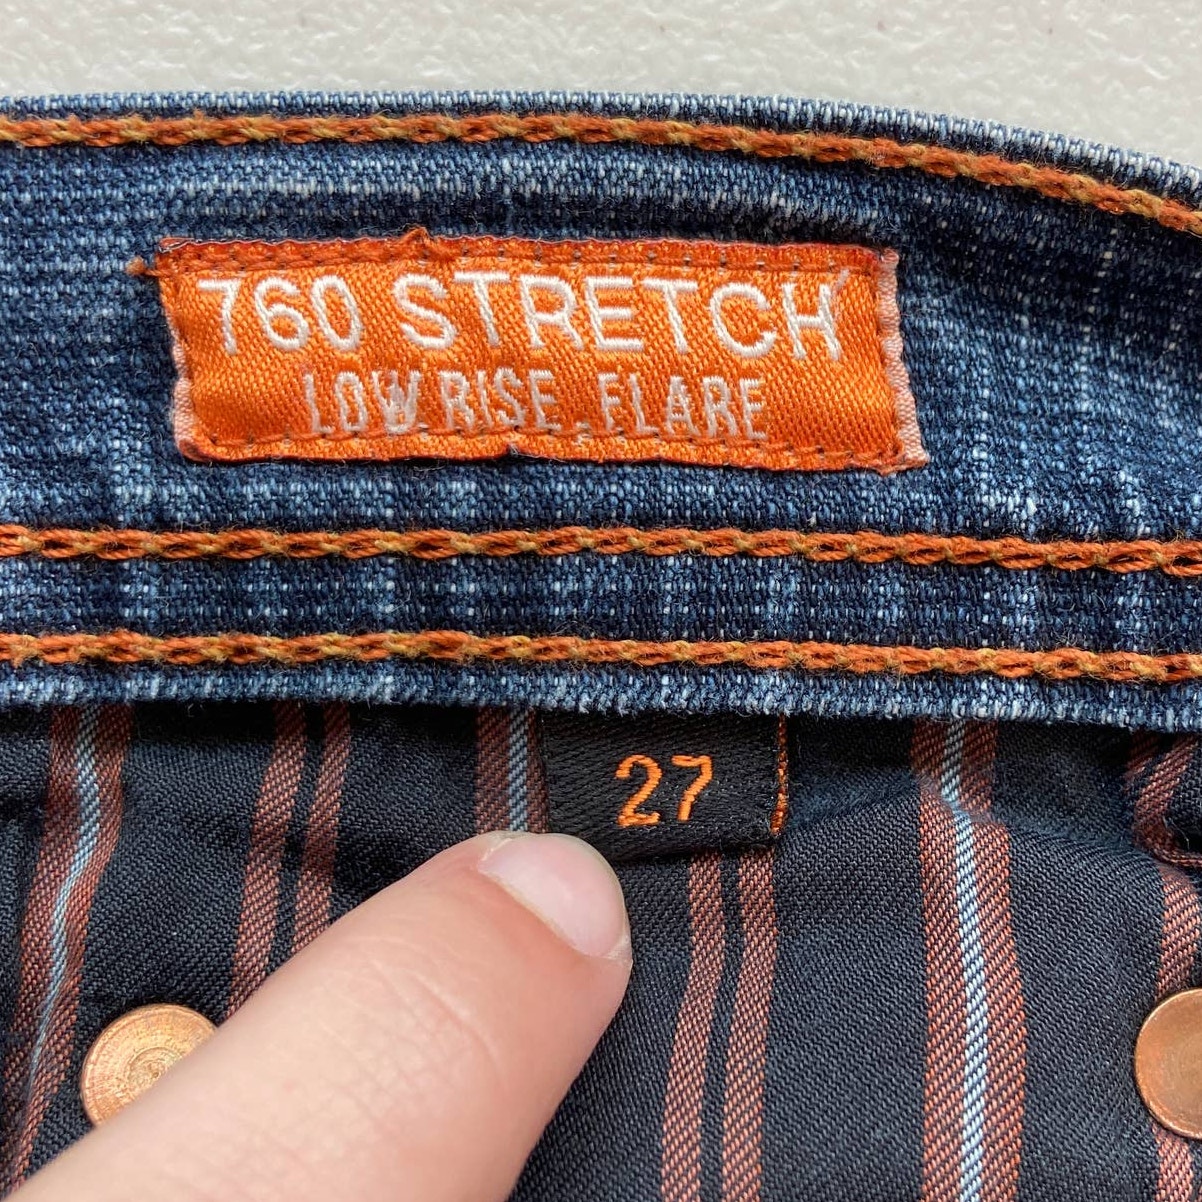 760 STRETCH
LOW RISE FLARE
27